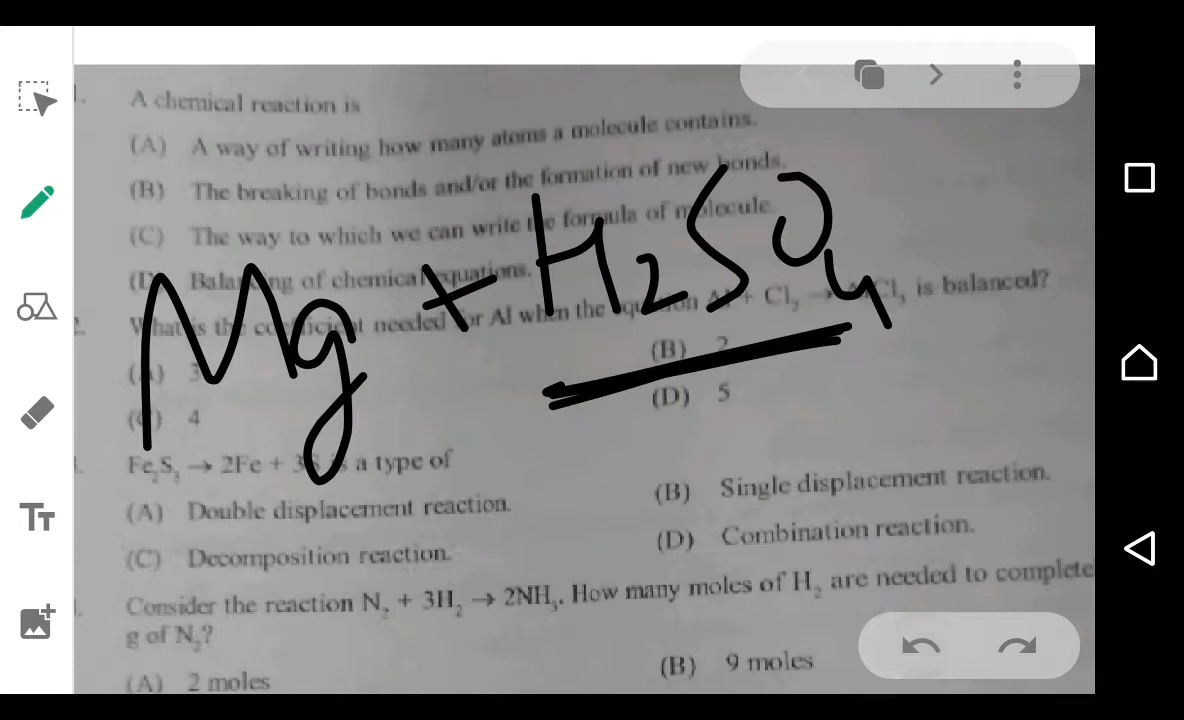 A chemical reaction is
(A) A way of writing how many atoms a molecule contains.
(B) The breaking of bonds and/or the formation of new bonds.
(C) The way to which we can write the formula of molecule.
(D) Balancing of chemical equations.
Mg + H2SO4
What is the coefficient needed for Al when the equation Al + Cl₂ → AlCl₃ is balanced?
(A) 3 (B) 2
(C) 4 (D) 5
Fe₂S₃ → 2Fe + 3S is a type of
(A) Double displacement reaction. (B) Single displacement reaction.
(C) Decomposition reaction. (D) Combination reaction.
Consider the reaction N₂ + 3H₂ → 2NH₃. How many moles of H₂ are needed to complete
g of N₂?
(A) 2 moles (B) 9 moles
Tт